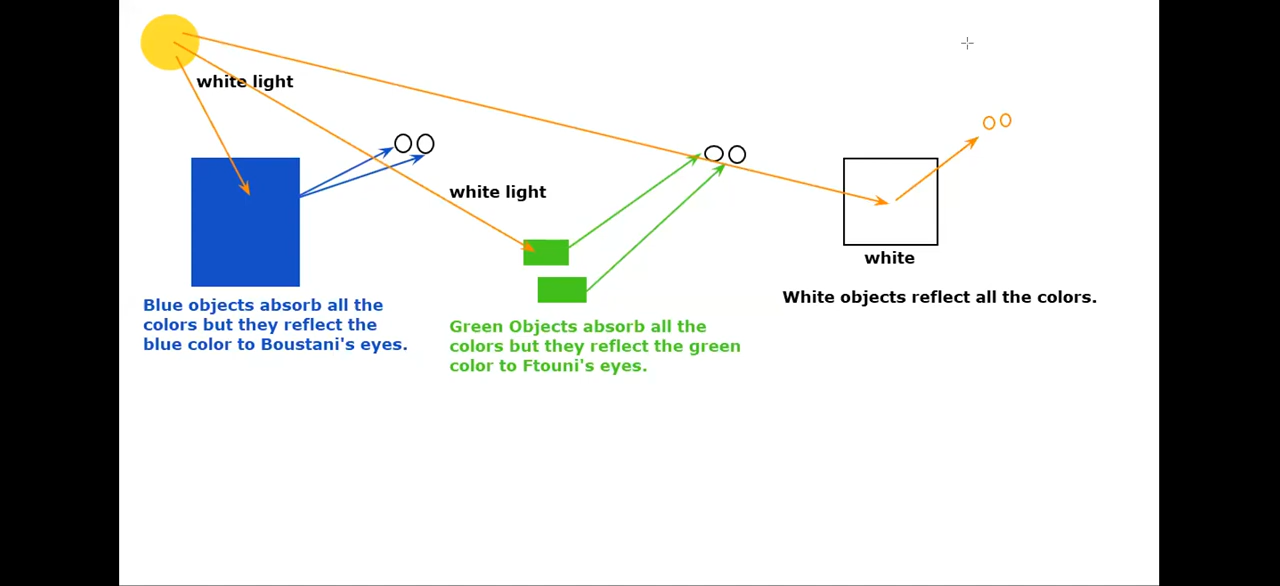 white light
white light
white
Blue objects absorb all the
colors but they reflect the
blue color to Boustani's eyes.
Green Objects absorb all the
colors but they reflect the green
color to Ftouni's eyes.
White objects reflect all the colors.